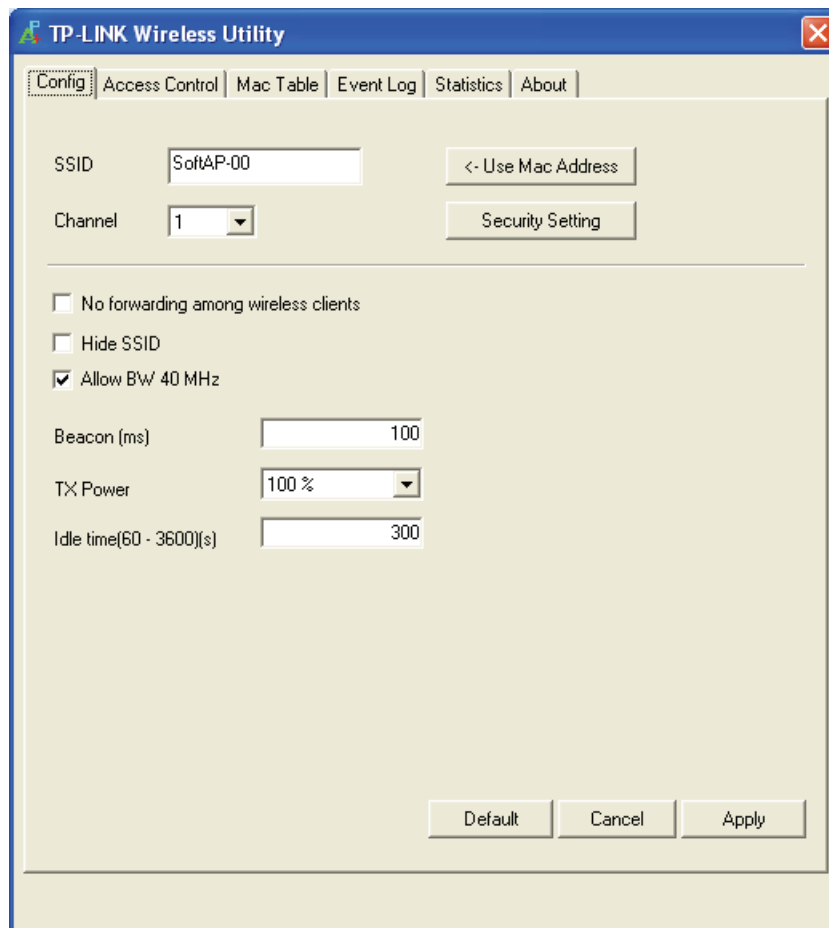 TP-LINK Wireless Utility
Config Access Control Mac Table Event Log Statistics About
SSID SoftAP-00 <- Use Mac Address
Channel 1 Security Setting
No forwarding among wireless clients
Hide SSID
Allow BW 40 MHz
Beacon (ms) 100
TX Power 100 %
Idle time(60 - 3600)(s) 300
Default Cancel Apply